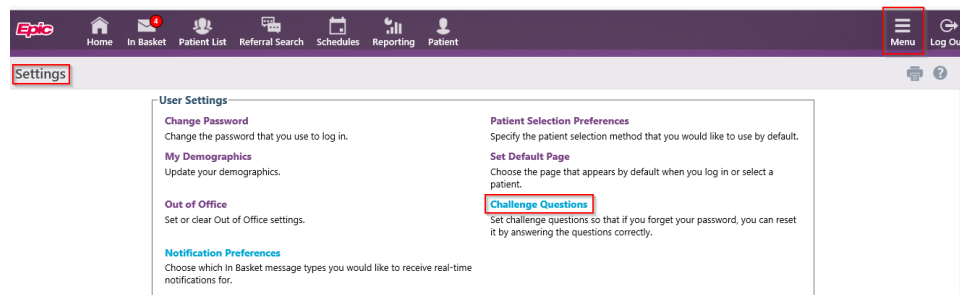 Epic
4
Home In Basket Patient List Referral Search Schedules Reporting Patient Menu Log Ou
Settings
User Settings
Change Password
Change the password that you use to log in.
Patient Selection Preferences
Specify the patient selection method that you would like to use by default.
My Demographics
Update your demographics.
Set Default Page
Choose the page that appears by default when you log in or select a
patient.
Out of Office
Set or clear Out of Office settings.
Challenge Questions
Set challenge questions so that if you forget your password, you can reset
it by answering the questions correctly.
Notification Preferences
Choose which In Basket message types you would like to receive real-time
notifications for.